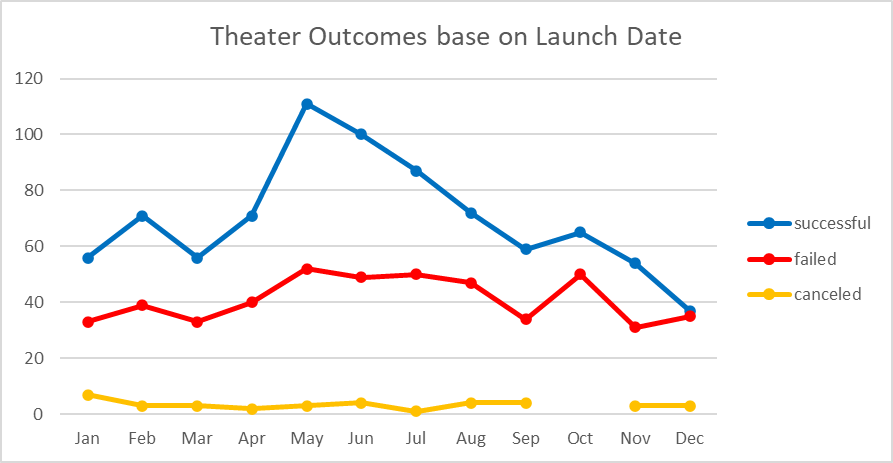 Theater Outcomes base on Launch Date
120
100
80
60
40
20
0
Jan Feb Mar Apr May Jun Jul Aug Sep Oct Nov Dec
successful
failed
canceled